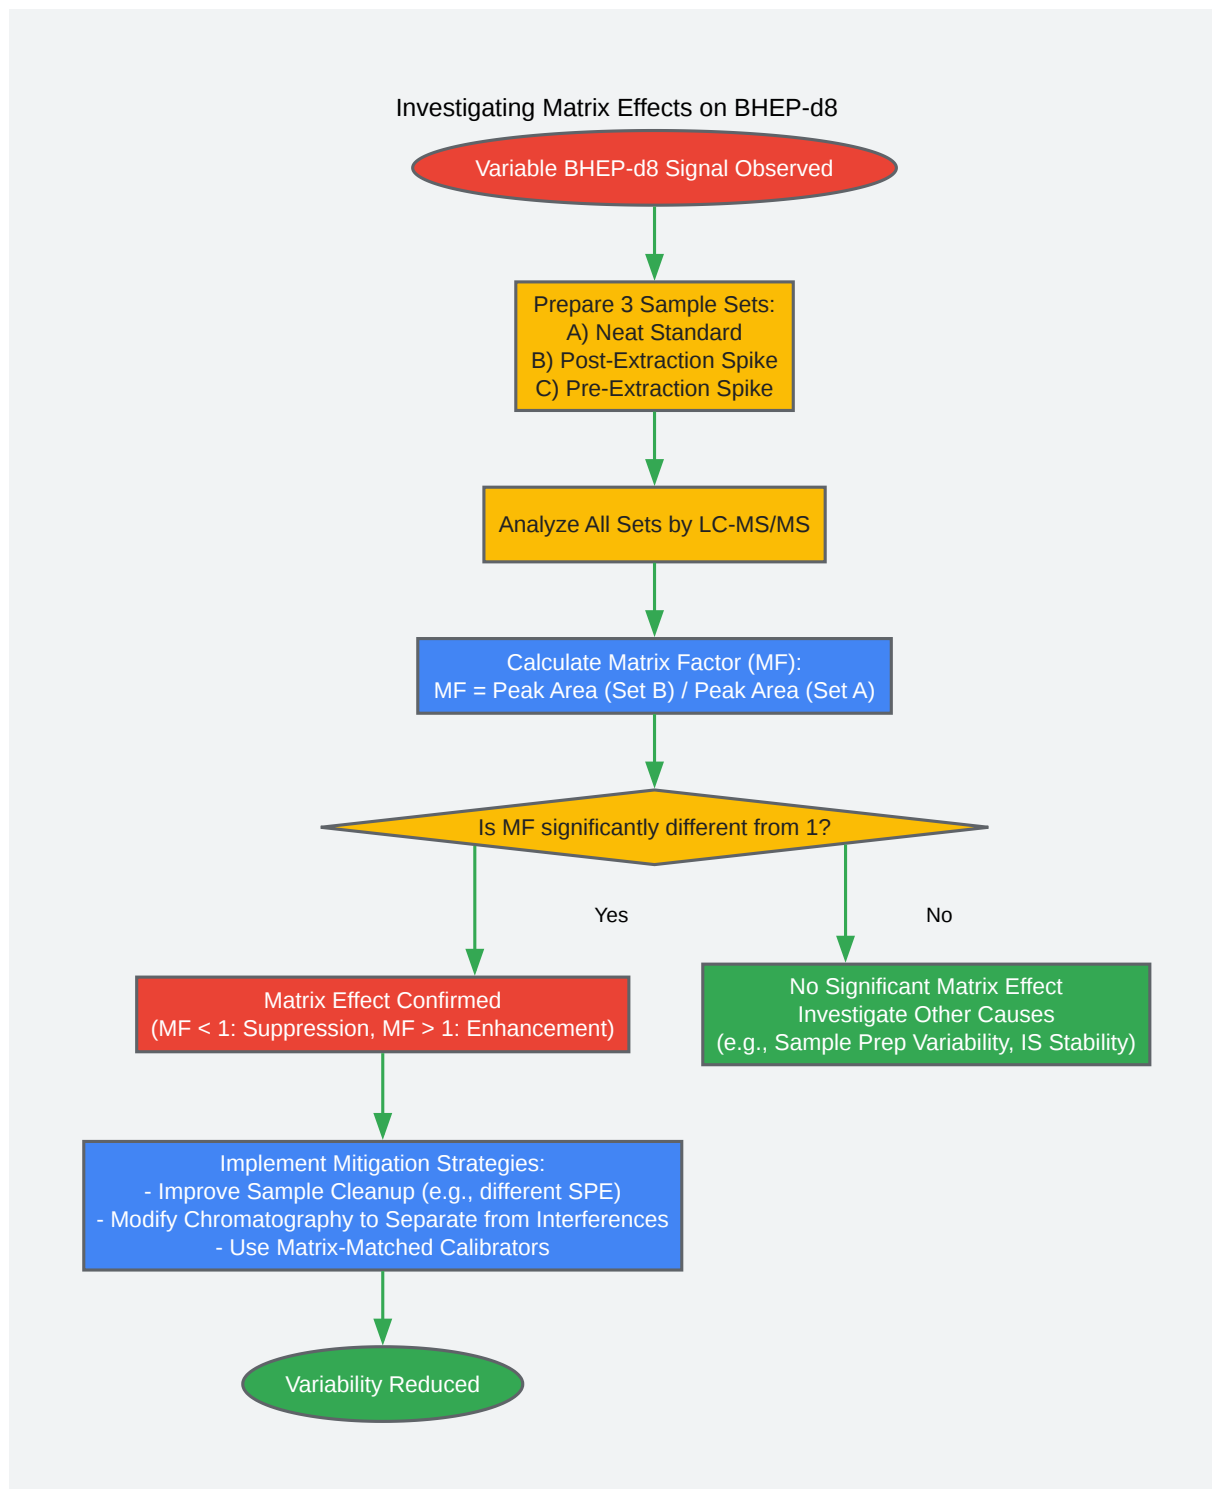 Investigating Matrix Effects on BHEP-d8
Variable BHEP-d8 Signal Observed
Prepare 3 Sample Sets:
A) Neat Standard
B) Post-Extraction Spike
C) Pre-Extraction Spike
Analyze All Sets by LC-MS/MS
Calculate Matrix Factor (MF):
MF = Peak Area (Set B) / Peak Area (Set A)
Is MF significantly different from 1?
Yes
No
Matrix Effect Confirmed
(MF < 1: Suppression, MF > 1: Enhancement)
No Significant Matrix Effect
Investigate Other Causes
(e.g., Sample Prep Variability, IS Stability)
Implement Mitigation Strategies:
- Improve Sample Cleanup (e.g., different SPE)
- Modify Chromatography to Separate from Interferences
- Use Matrix-Matched Calibrators
Variability Reduced